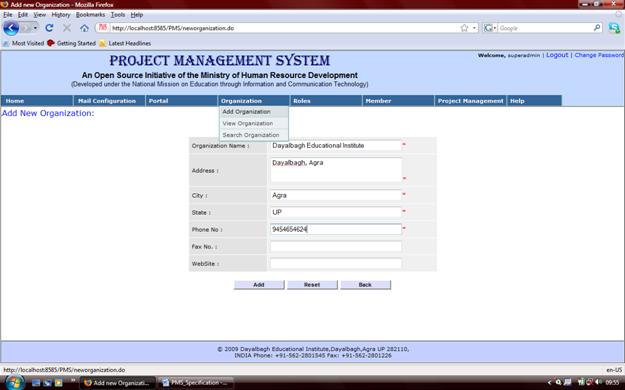 Add new Organization - Mozilla Firefox
File Edit View History Bookmarks Tools Help
http://localhost:8585/PMS/neworganization.do
Google
Most Visited Getting Started Latest Headlines
PROJECT MANAGEMENT SYSTEM
Welcome, superadmin | Logout | Change Password
An Open Source Initiative of the Ministry of Human Resource Development
(Developed under the National Mission on Education through Information and Communication Technology)
Home Mail Configuration Portal Organization Roles Member Project Management Help
Add New Organization:
Add Organization
View Organization
Search Organization
Organization Name : Dayalbagh Educational Institute *
Address : Dayalbagh, Agra *
City : Agra *
State : UP *
Phone No : 9454654624 *
Fax No. :
WebSite :
Add Reset Back
© 2009 Dayalbagh Educational Institute,Dayalbagh,Agra UP 282110,
INDIA Phone: +91-562-2801545 Fax: +91-562-2801226
http://localhost:8585/PMS/neworganization.do
en-US
Add new Organizati... PMS_Specification -...
09:55